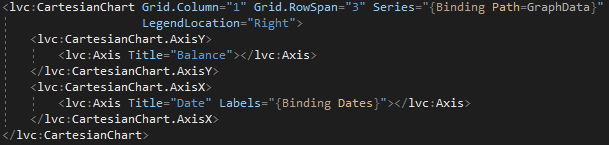 <lvc:CartesianChart Grid.Column="1" Grid.RowSpan="3" Series="{Binding Path=GraphData}"
LegendLocation="Right">
<lvc:CartesianChart.AxisY>
<lvc:Axis Title="Balance"></lvc:Axis>
</lvc:CartesianChart.AxisY>
<lvc:CartesianChart.AxisX>
<lvc:Axis Title="Date" Labels="{Binding Dates}"></lvc:Axis>
</lvc:CartesianChart.AxisX>
</lvc:CartesianChart>